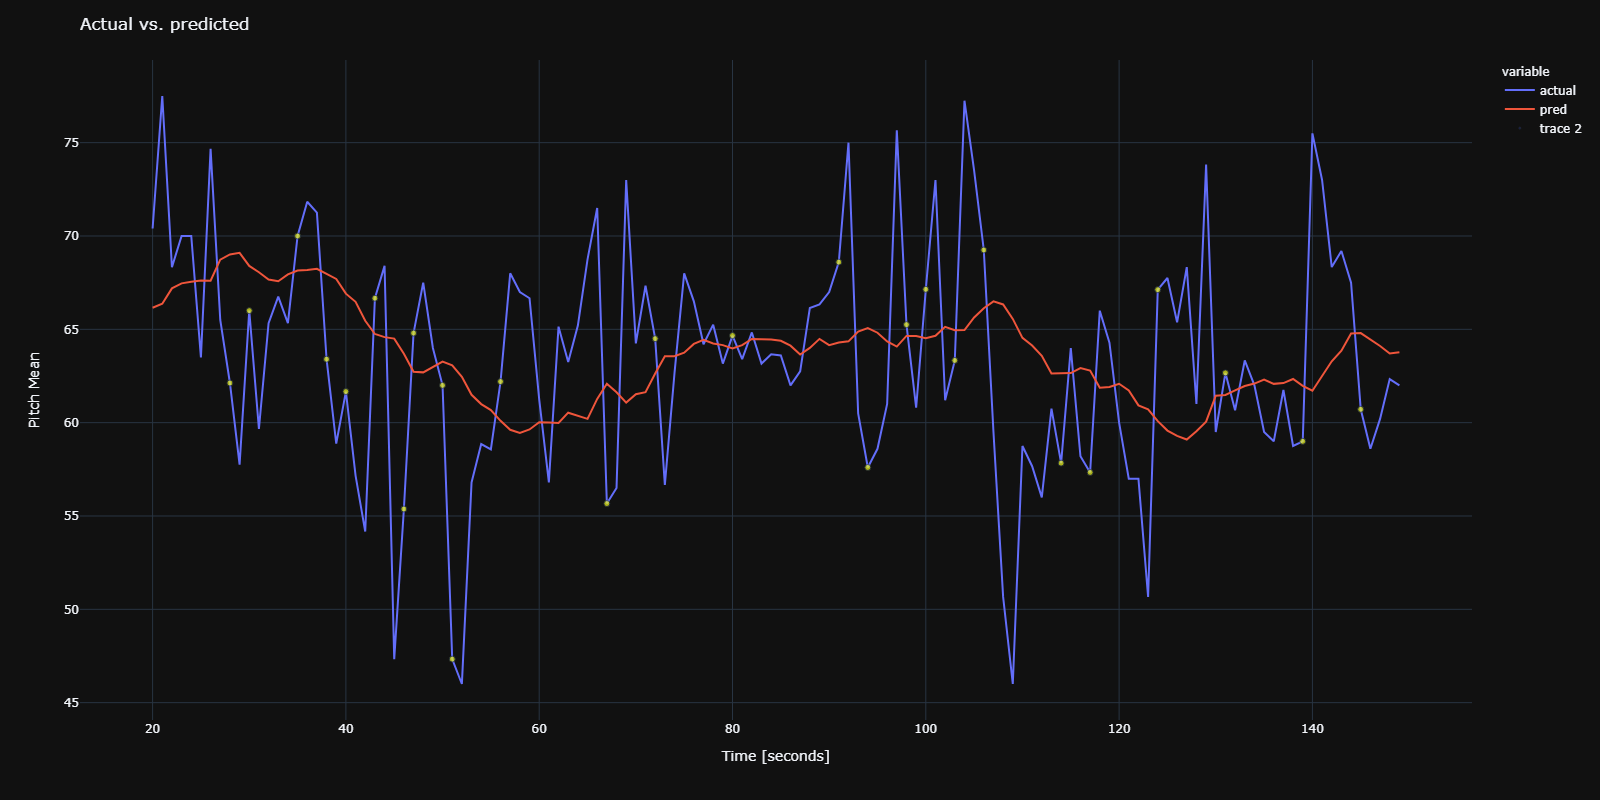 Actual vs. predicted
variable
actual
pred
trace 2
75
70
65
60
55
50
45
Pitch Mean
20
40
60
80
100
120
140
Time [seconds]